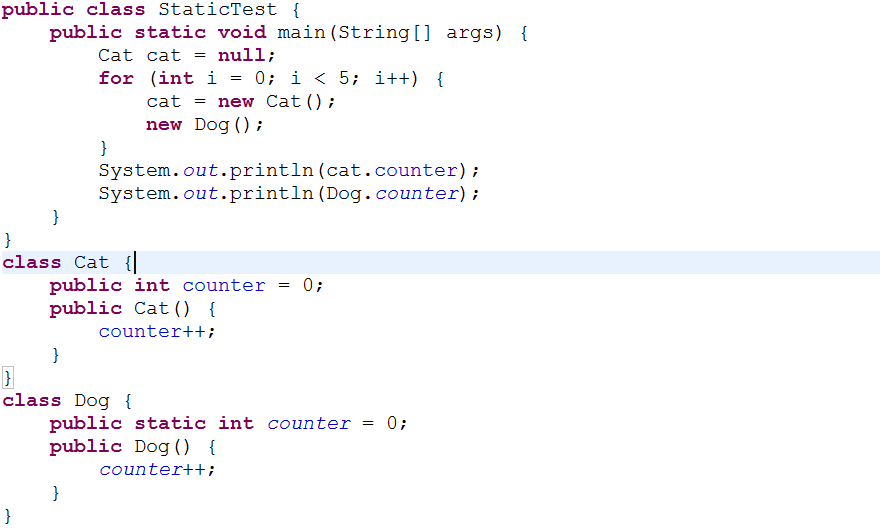 public class StaticTest {
    public static void main(String[] args) {
        Cat cat = null;
        for (int i = 0; i < 5; i++) {
            cat = new Cat();
            new Dog();
        }
        System.out.println(cat.counter);
        System.out.println(Dog.counter);
    }
}
class Cat {
    public int counter = 0;
    public Cat() {
        counter++;
    }
}
class Dog {
    public static int counter = 0;
    public Dog() {
        counter++;
    }
}